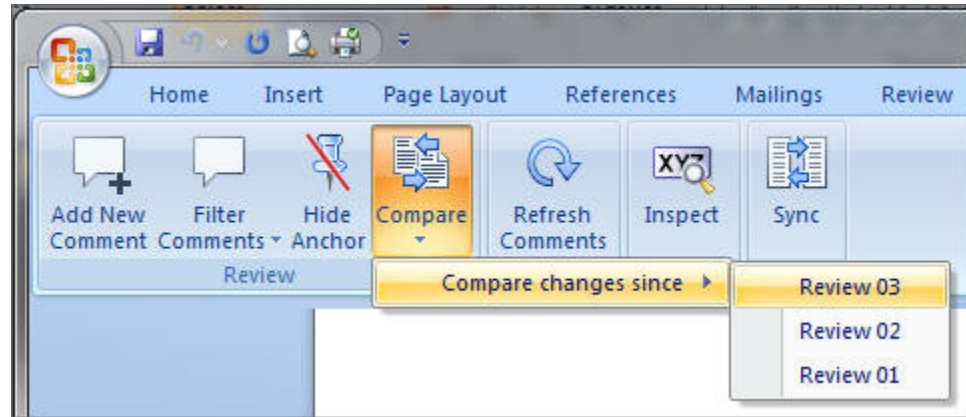 Home Insert Page Layout References Mailings Review
Add New Comment
Filter Comments
Hide Anchor
Compare
Refresh Comments
XYZ
Inspect
Sync
Review
Compare changes since
Review 03
Review 02
Review 01